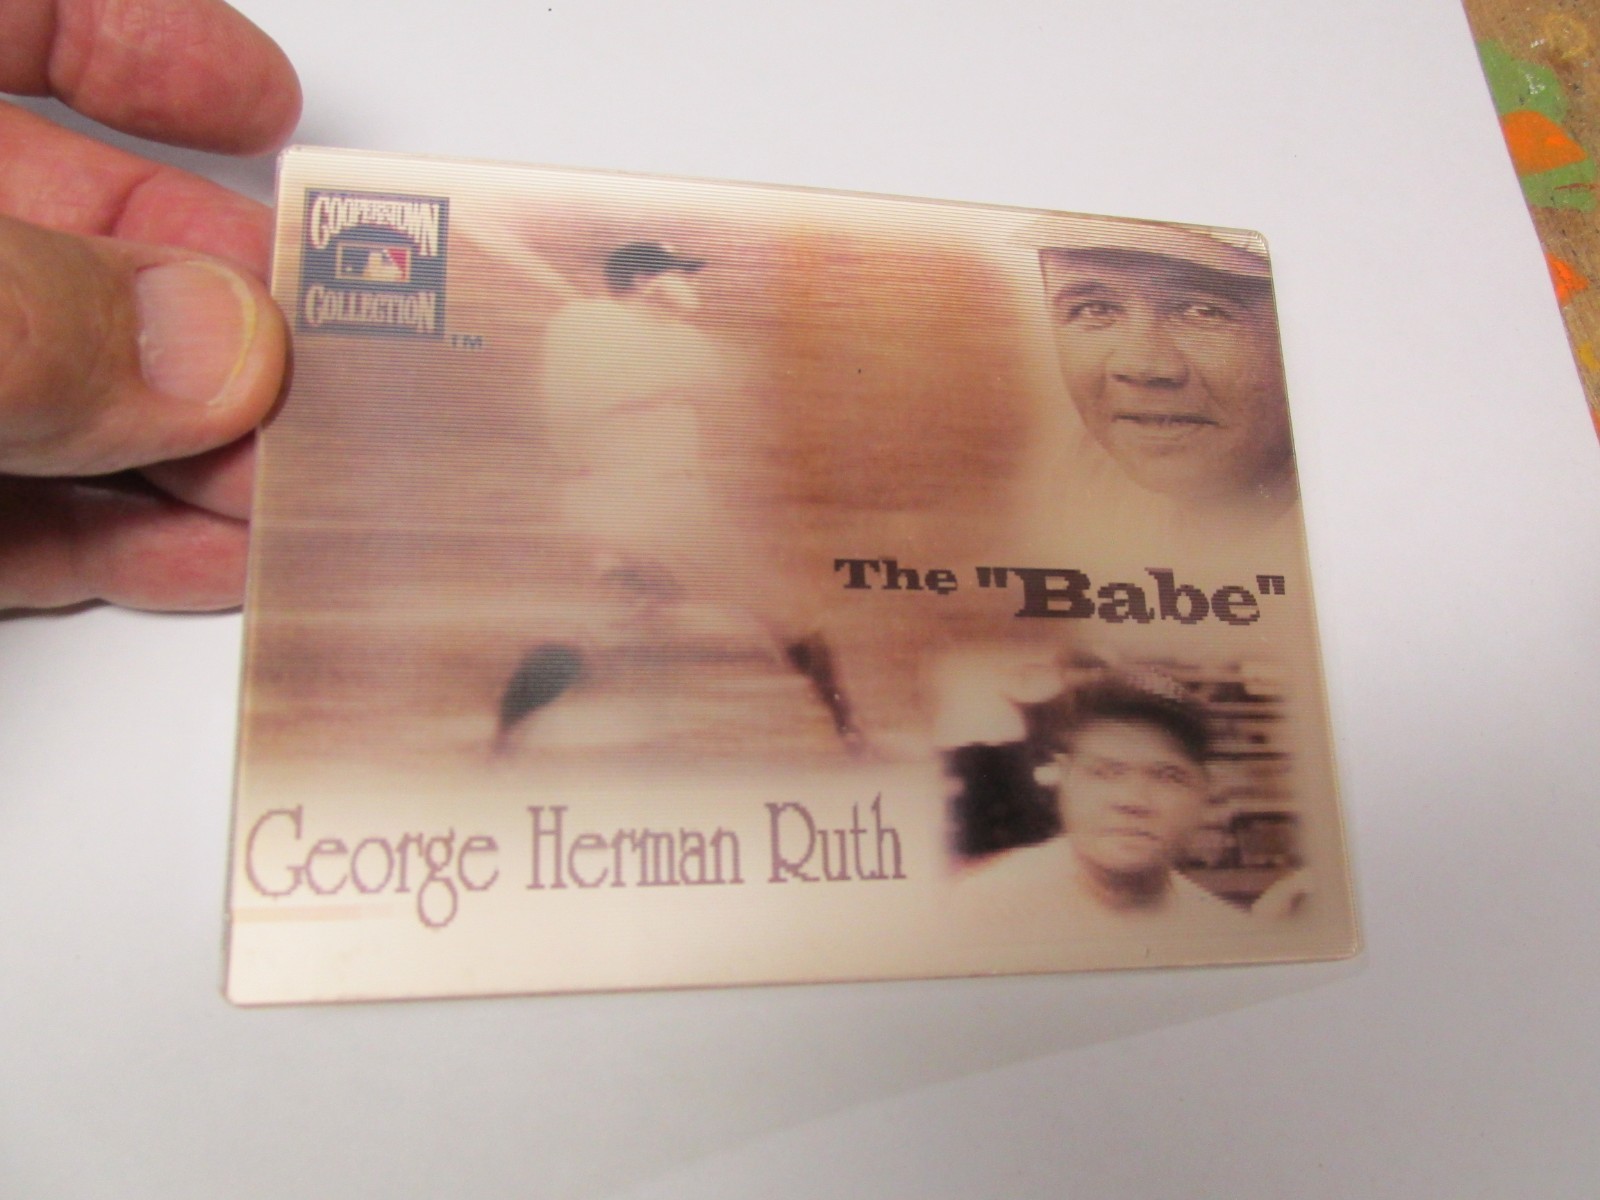 COOPERSTOWN
COLLECTION
TM
The "Babe"
George Herman Ruth